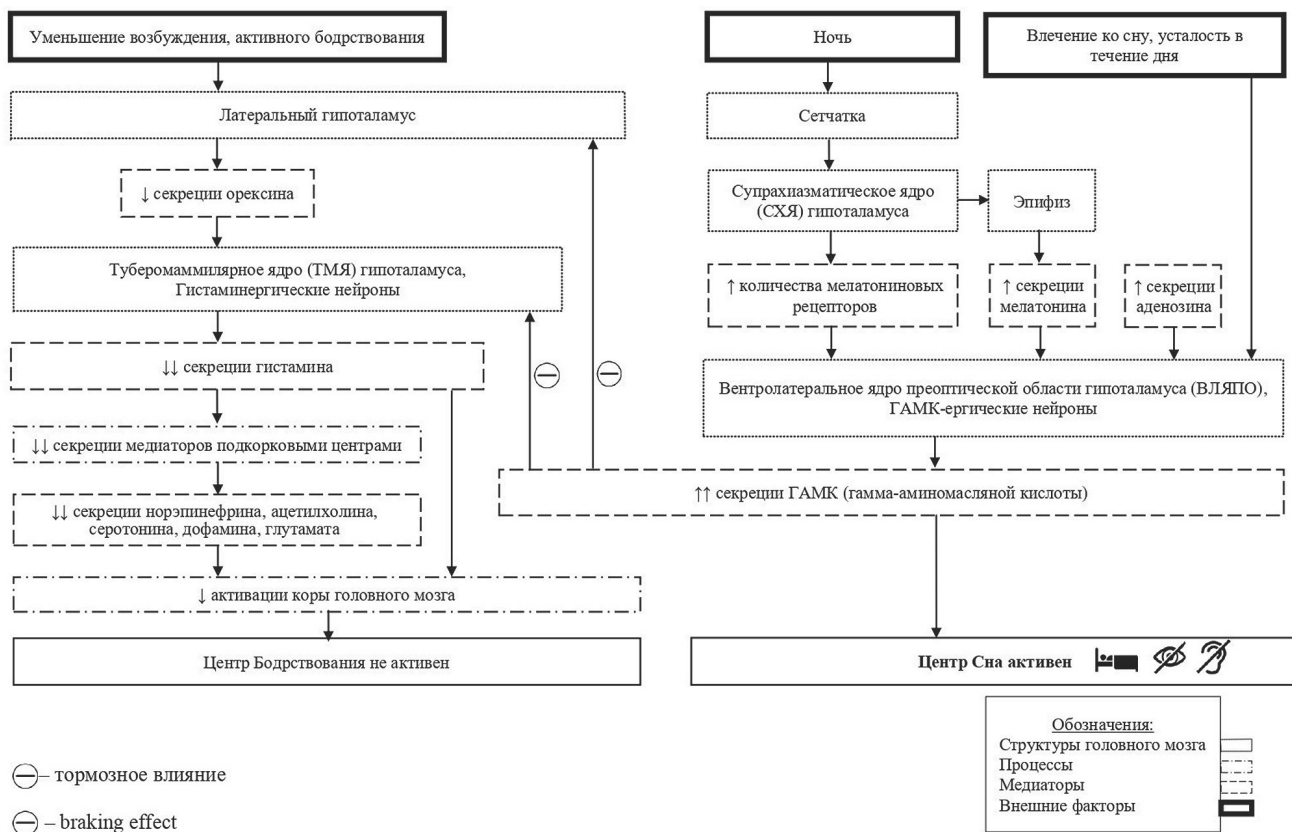 Уменьшение возбуждения, активного бодрствования
Ночь
Влечение ко сну, усталость в
течение дня
Латеральный гипоталамус
Сетчатка
↓ секреции орексина
Супрахиазматическое ядро
(СХЯ) гипоталамуса
Эпифиз
Туберомаммилярное ядро (ТМЯ) гипоталамуса,
Гистаминергические нейроны
↑ количества мелатониновых
рецепторов
↑ секреции
мелатонина
↑ секреции
аденозина
↓↓ секреции гистамина
Вентролатеральное ядро преоптической области гипоталамуса (ВЛЯПО),
ГАМК-ергические нейроны
↓↓ секреции медиаторов подкорковыми центрами
↑↑ секреции ГАМК (гамма-аминомасляной кислоты)
↓↓ секреции норэпинефрина, ацетилхолина,
серотонина, дофамина, глутамата
↓ активации коры головного мозга
Центр Бодрствования не активен
Центр Сна активен
Обозначения:
Структуры головного мозга
Процессы
Медиаторы
Внешние факторы
– тормозное влияние
– braking effect